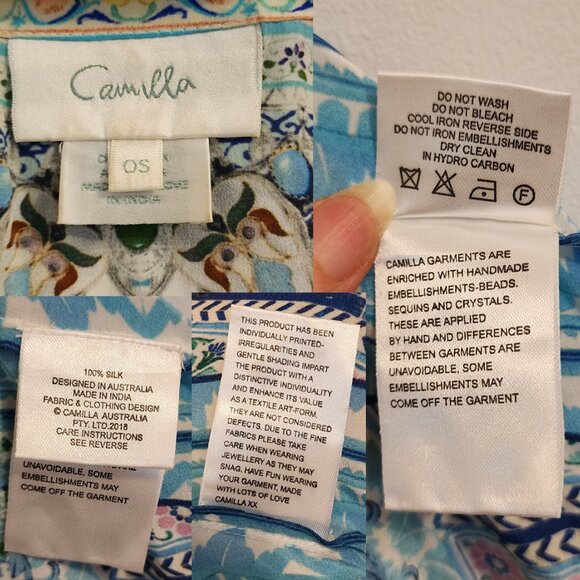 Camilla
OS
IN INDIA
DO NOT WASH
DO NOT BLEACH
COOL IRON REVERSE SIDE
DO NOT IRON EMBELLISHMENTS
DRY CLEAN
IN HYDRO CARBON
F
CAMILLA GARMENTS ARE
ENRICHED WITH HANDMADE
EMBELLISHMENTS-BEADS.
SEQUINS AND CRYSTALS.
THESE ARE APPLIED
BY HAND AND DIFFERENCES
BETWEEN GARMENTS ARE
UNAVOIDABLE, SOME
EMBELLISHMENTS MAY
COME OFF THE GARMENT
100% SILK
DESIGNED IN AUSTRALIA
MADE IN INDIA
FABRIC & CLOTHING DESIGN
© CAMILLA AUSTRALIA
PTY. LTD.2018
CARE INSTRUCTIONS
SEE REVERSE
UNAVOIDABLE, SOME
EMBELLISHMENTS MAY
COME OFF THE GARMENT
THIS PRODUCT HAS BEEN
INDIVIDUALLY PRINTED-
IRREGULARITIES AND
GENTLE SHADING IMPART
THE PRODUCT WITH A
DISTINCTIVE INDIVIDUALITY
AND ENHANCE ITS VALUE
AS A TEXTILE ART-FORM.
THEY ARE NOT CONSIDERED
DEFECTS. DUE TO THE FINE
FABRICS PLEASE TAKE
CARE WHEN WEARING
JEWELLERY AS THEY MAY
SNAG. HAVE FUN WEARING
YOUR GARMENT, MADE
WITH LOTS OF LOVE
CAMILLA XX